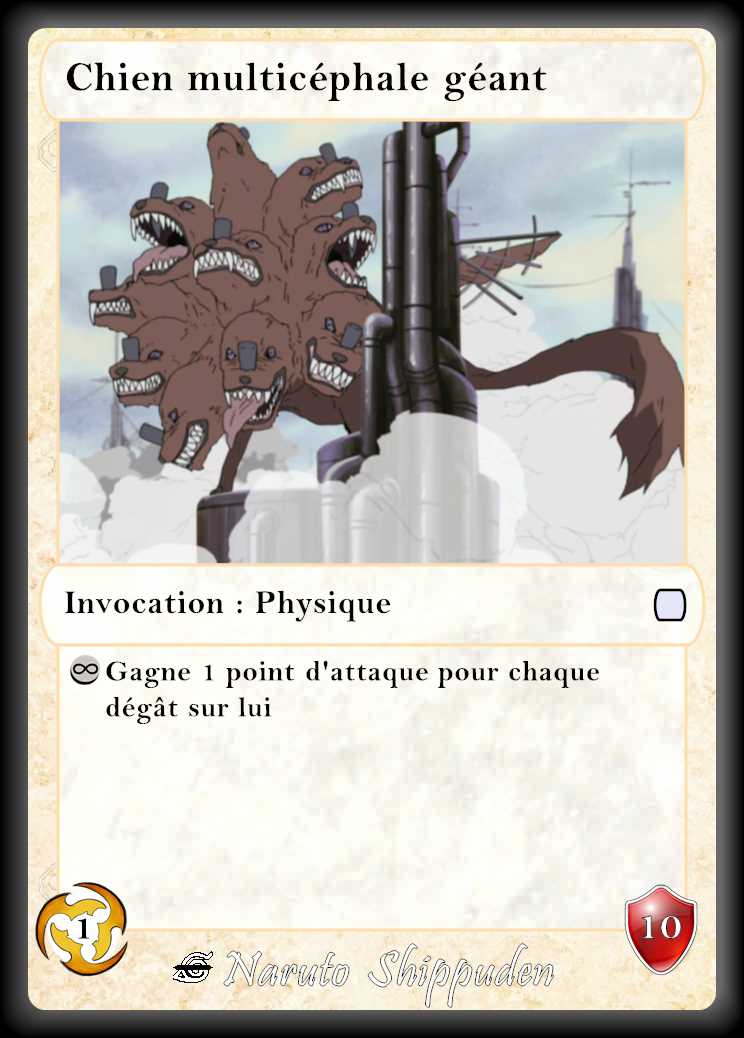 Chien multicéphale géant
Invocation : Physique
∞ Gagne 1 point d'attaque pour chaque
dégât sur lui
1
10
Naruto Shippuden